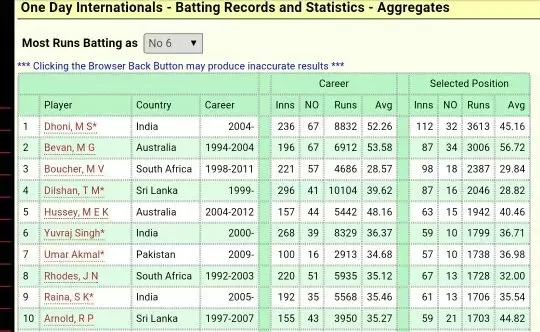 One Day Internationals - Batting Records and Statistics - Aggregates
Most Runs Batting as No 6 ▼
*** Clicking the Browser Back Button may produce inaccurate results ***
Career Selected Position
Player Country Career Inns NO Runs Avg Inns NO Runs Avg
1 Dhoni, M S* India 2004- 236 67 8832 52.26 112 32 3613 45.16
2 Bevan, M G Australia 1994-2004 196 67 6912 53.58 87 34 3006 56.72
3 Boucher, M V South Africa 1998-2011 221 57 4686 28.57 98 18 2387 29.84
4 Dilshan, T M* Sri Lanka 1999- 296 41 10104 39.62 87 16 2046 28.82
5 Hussey, M E K Australia 2004-2012 157 44 5442 48.16 63 15 1942 40.46
6 Yuvraj Singh* India 2000- 268 39 8329 36.37 59 10 1799 36.71
7 Umar Akmal* Pakistan 2009- 100 16 2913 34.68 57 10 1738 36.98
8 Rhodes, J N South Africa 1992-2003 220 51 5935 35.12 67 13 1728 32.00
9 Raina, S K* India 2005- 192 35 5568 35.46 61 13 1706 35.54
10 Arnold, R P Sri Lanka 1997-2007 155 43 3950 35.27 59 21 1703 44.82